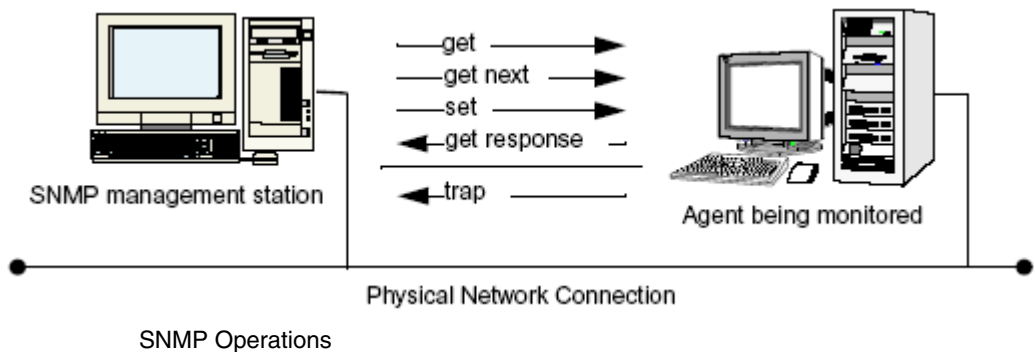 get
get next
set
get response
trap
SNMP management station
Agent being monitored
Physical Network Connection
SNMP Operations